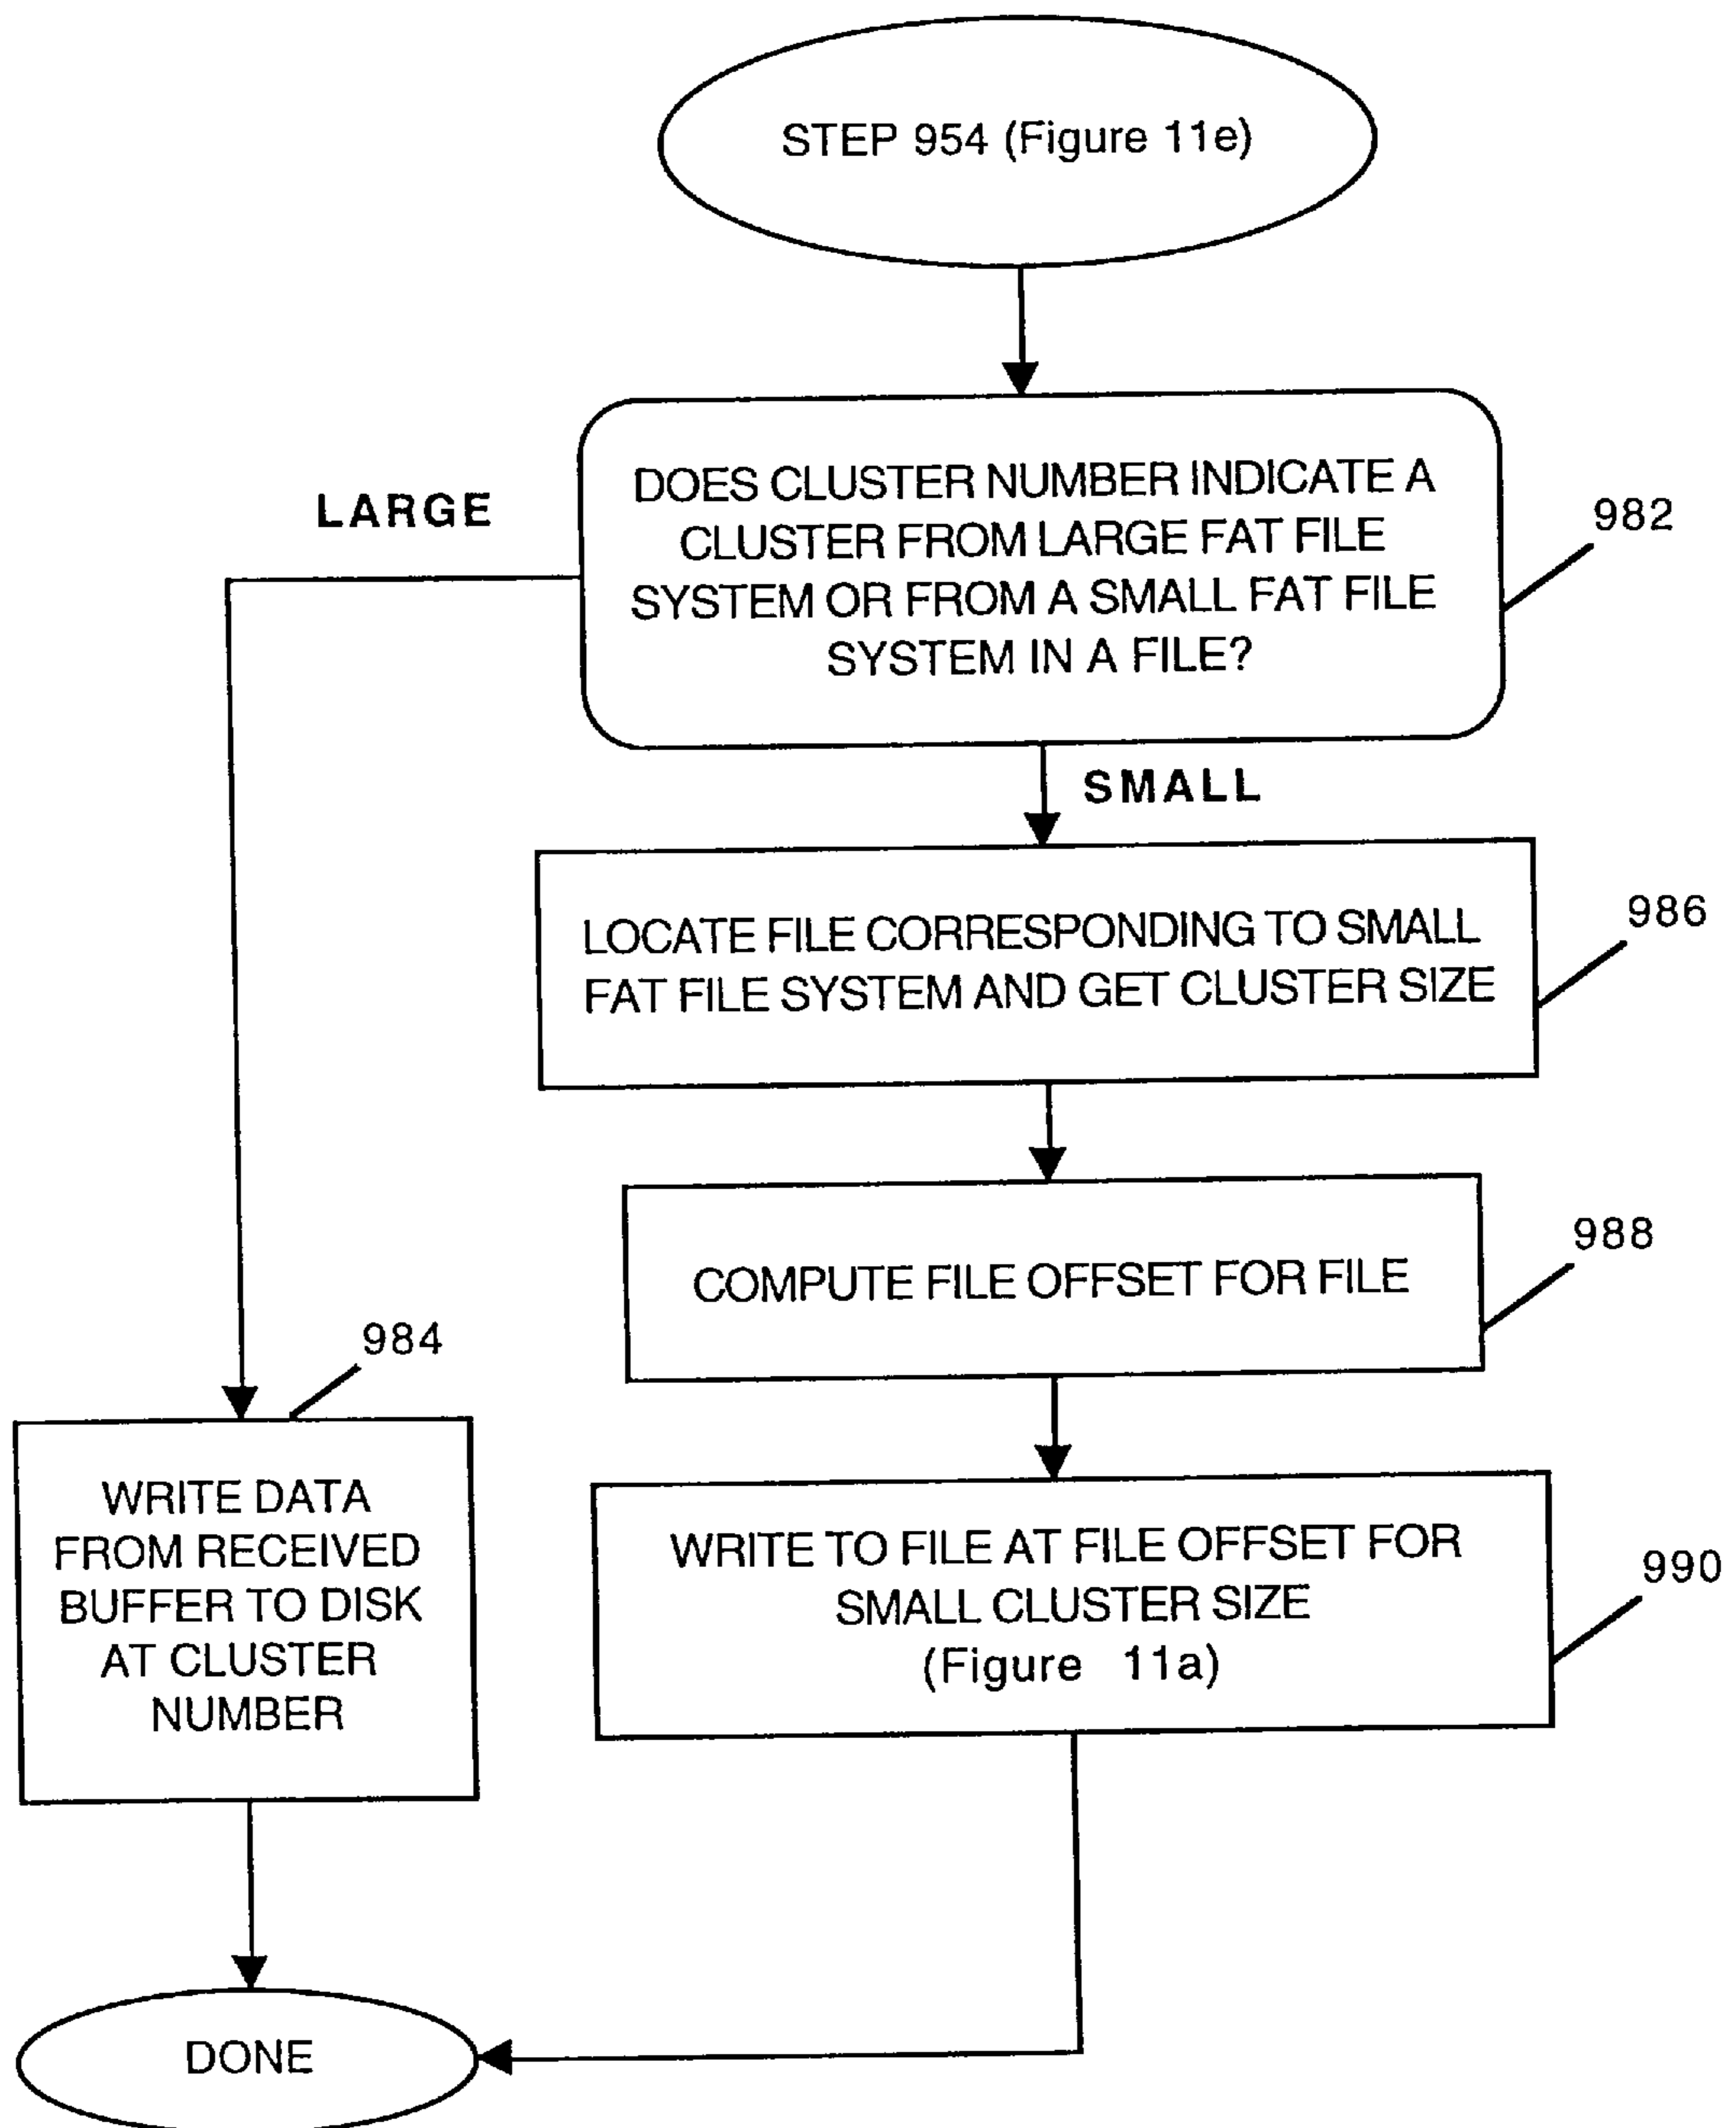 STEP 954 (Figure 11e)
DOES CLUSTER NUMBER INDICATE A
CLUSTER FROM LARGE FAT FILE
SYSTEM OR FROM A SMALL FAT FILE
SYSTEM IN A FILE?
982
LARGE
SMALL
LOCATE FILE CORRESPONDING TO SMALL
FAT FILE SYSTEM AND GET CLUSTER SIZE
986
COMPUTE FILE OFFSET FOR FILE
988
984
WRITE DATA
FROM RECEIVED
BUFFER TO DISK
AT CLUSTER
NUMBER
WRITE TO FILE AT FILE OFFSET FOR
SMALL CLUSTER SIZE
(Figure 11a)
990
DONE